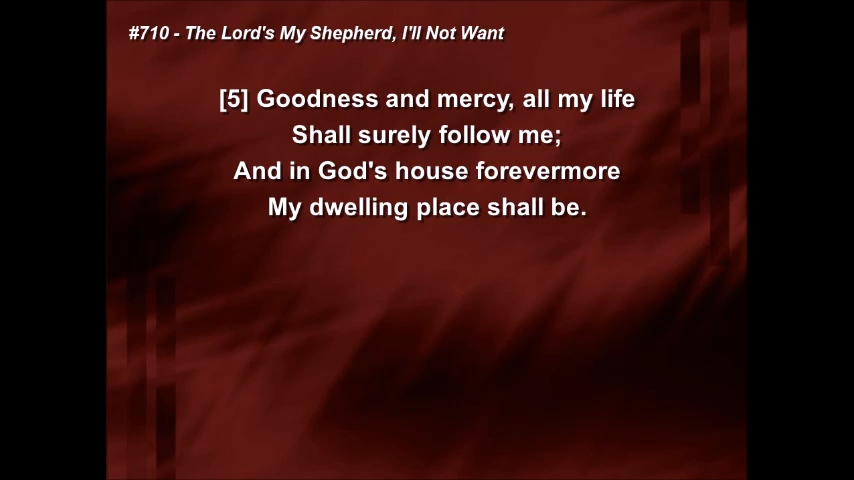 #710 - The Lord's My Shepherd, I'll Not Want
[5] Goodness and mercy, all my life
Shall surely follow me;
And in God's house forevermore
My dwelling place shall be.